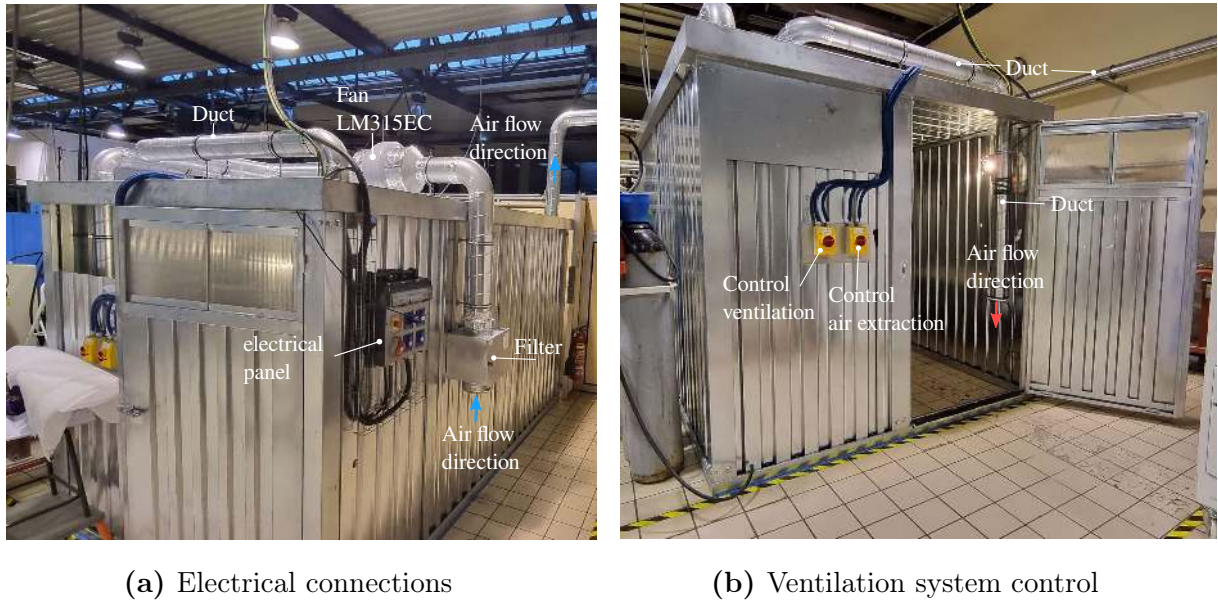 Fan
LM315EC
Duct
Air flow
direction
electrical
panel
Filter
Air flow
direction
Duct
Duct
Air flow
direction
Control
ventilation
Control
air extraction
(a) Electrical connections
(b) Ventilation system control